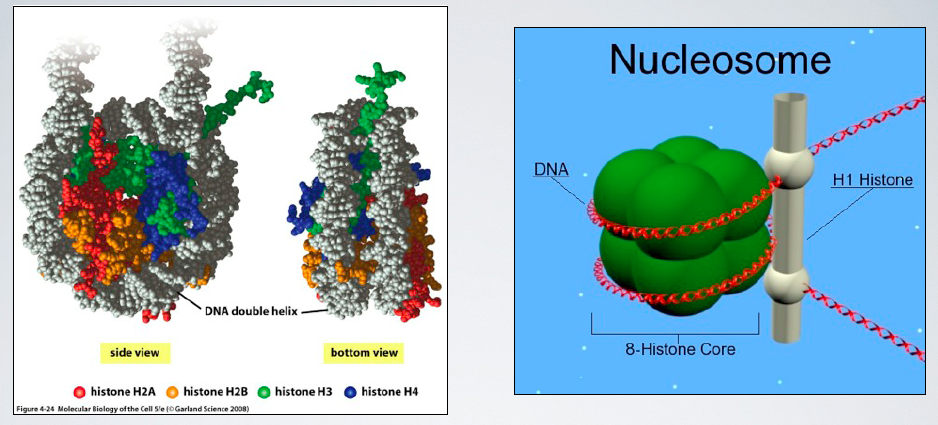 DNA double helix
side view
bottom view
histone H2A histone H2B histone H3 histone H4
Figure 4-24 Molecular Biology of the Cell 5/e (© Garland Science 2008)
Nucleosome
DNA
H1 Histone
8-Histone Core